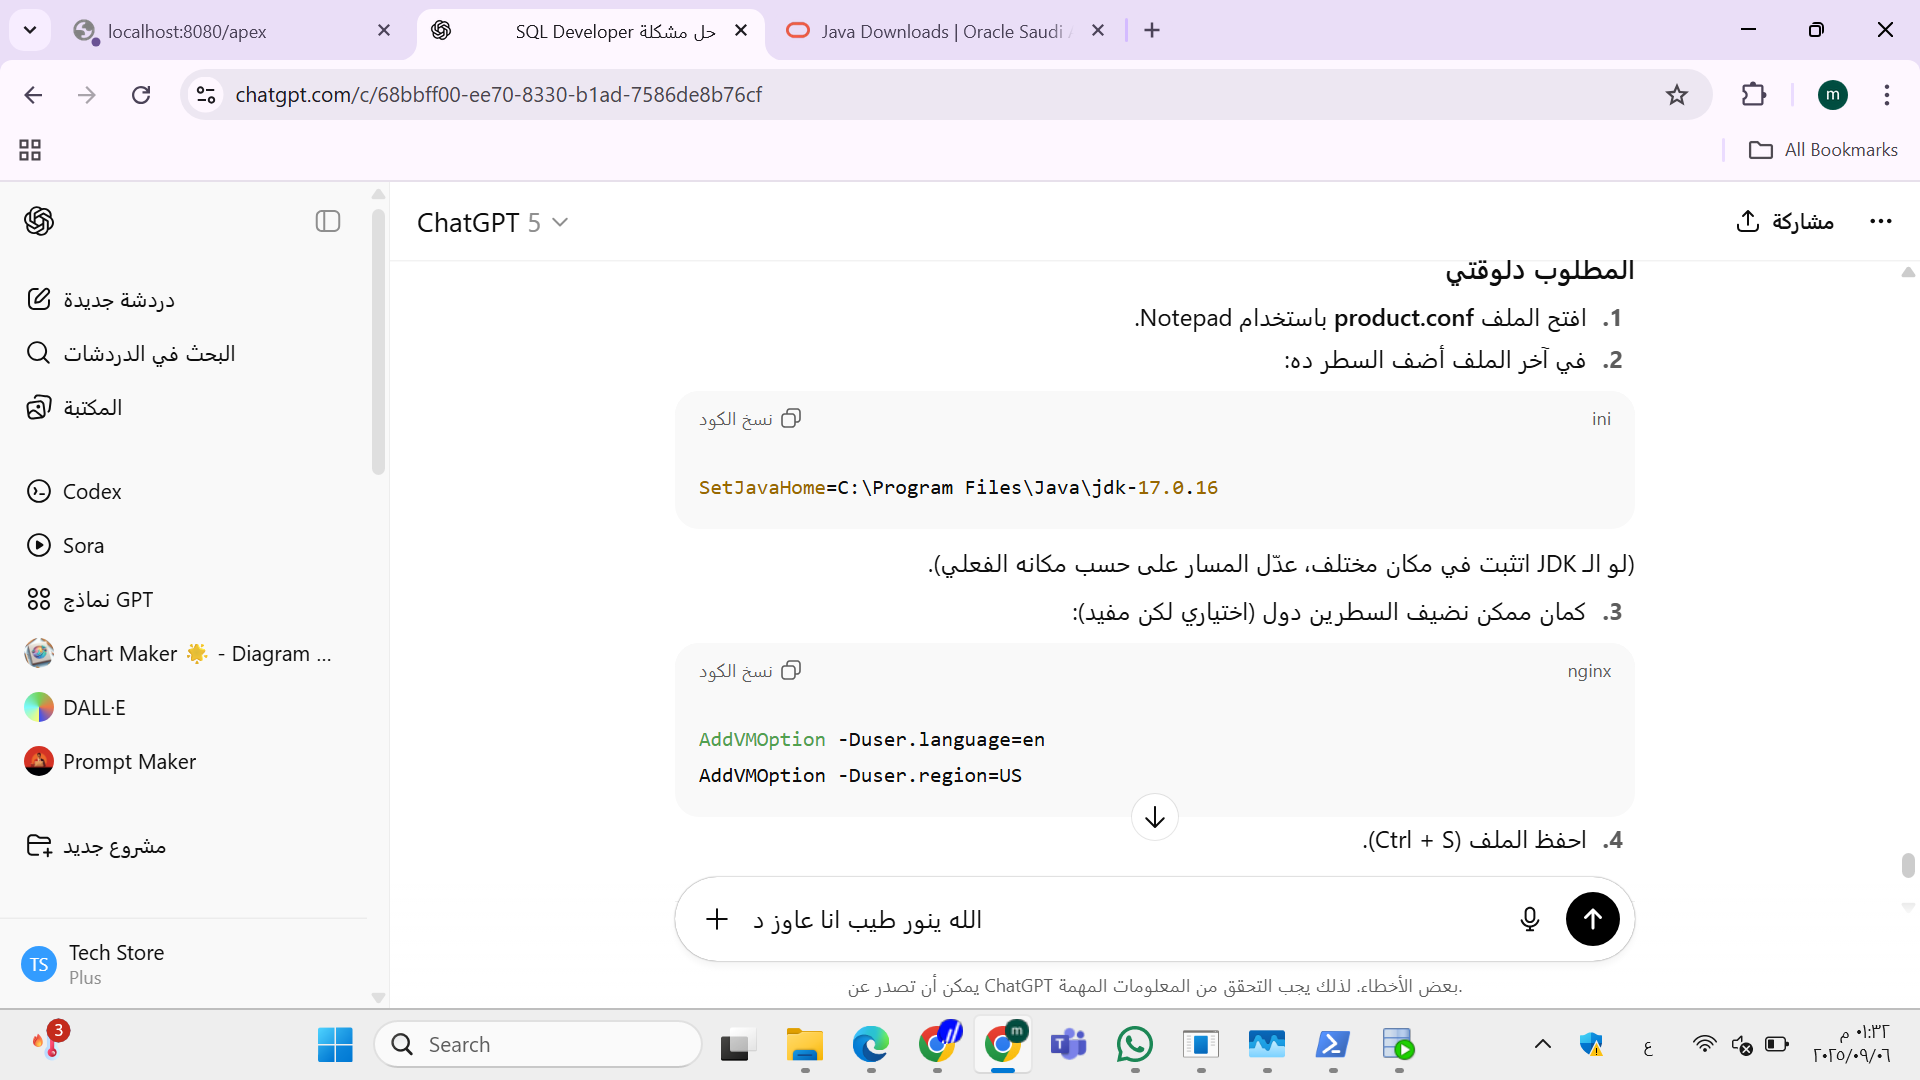 localhost:8080/apex
حل مشكلة SQL Developer
Java Downloads | Oracle Saudi
chatgpt.com/c/68bbff00-ee70-8330-b1ad-7586de8b76cf
m
All Bookmarks
ChatGPT 5
مشاركة
دردشة جديدة
البحث في الدردشات
المكتبة
Codex
Sora
نماذج GPT
Chart Maker 🌟 - Diagram ...
DALL·E
Prompt Maker
مشروع جديد
TS
Tech Store
Plus
المطلوب دلوقتي
1. افتح الملف product.conf باستخدام Notepad.
2. في آخر الملف أضف السطر ده:
ini
نسخ الكود
SetJavaHome=C:\Program Files\Java\jdk-17.0.16
(لو الـ JDK اتثبت في مكان مختلف، عدّل المسار على حسب مكانه الفعلي).
3. كمان ممكن نضيف السطرين دول (اختياري لكن مفيد):
nginx
نسخ الكود
AddVMOption -Duser.language=en
AddVMOption -Duser.region=US
4. احفظ الملف (Ctrl + S).
الله ينور طيب انا عاوز د
يمكن أن تصدر عن ChatGPT بعض الأخطاء. لذلك يجب التحقق من المعلومات المهمة.
3
Search
m
T
ع
٠١:٣٢ م
٢٠٢٥/٠٩/٠٦